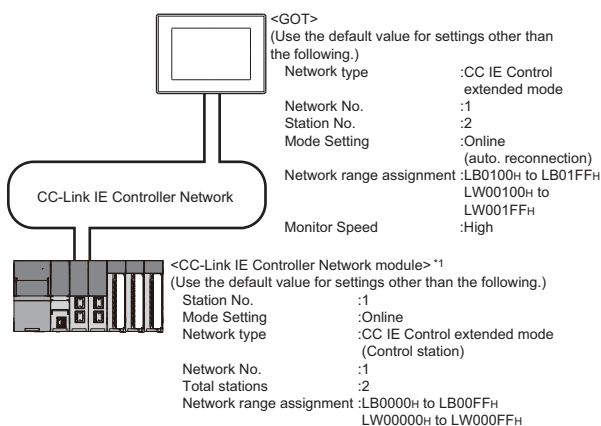 <GOT>
(Use the default value for settings other than
the following.)
Network type :CC IE Control
extended mode
Network No. :1
Station No. :2
Mode Setting :Online
(auto. reconnection)
Network range assignment :LB0100H to LB01FFH
LW00100H to
LW001FFH
Monitor Speed :High
CC-Link IE Controller Network
<CC-Link IE Controller Network module> *1
(Use the default value for settings other than the following.)
Station No. :1
Mode Setting :Online
Network type :CC IE Control extended mode
(Control station)
Network No. :1
Total stations :2
Network range assignment :LB0000H to LB00FFH
LW00000H to LW000FFH